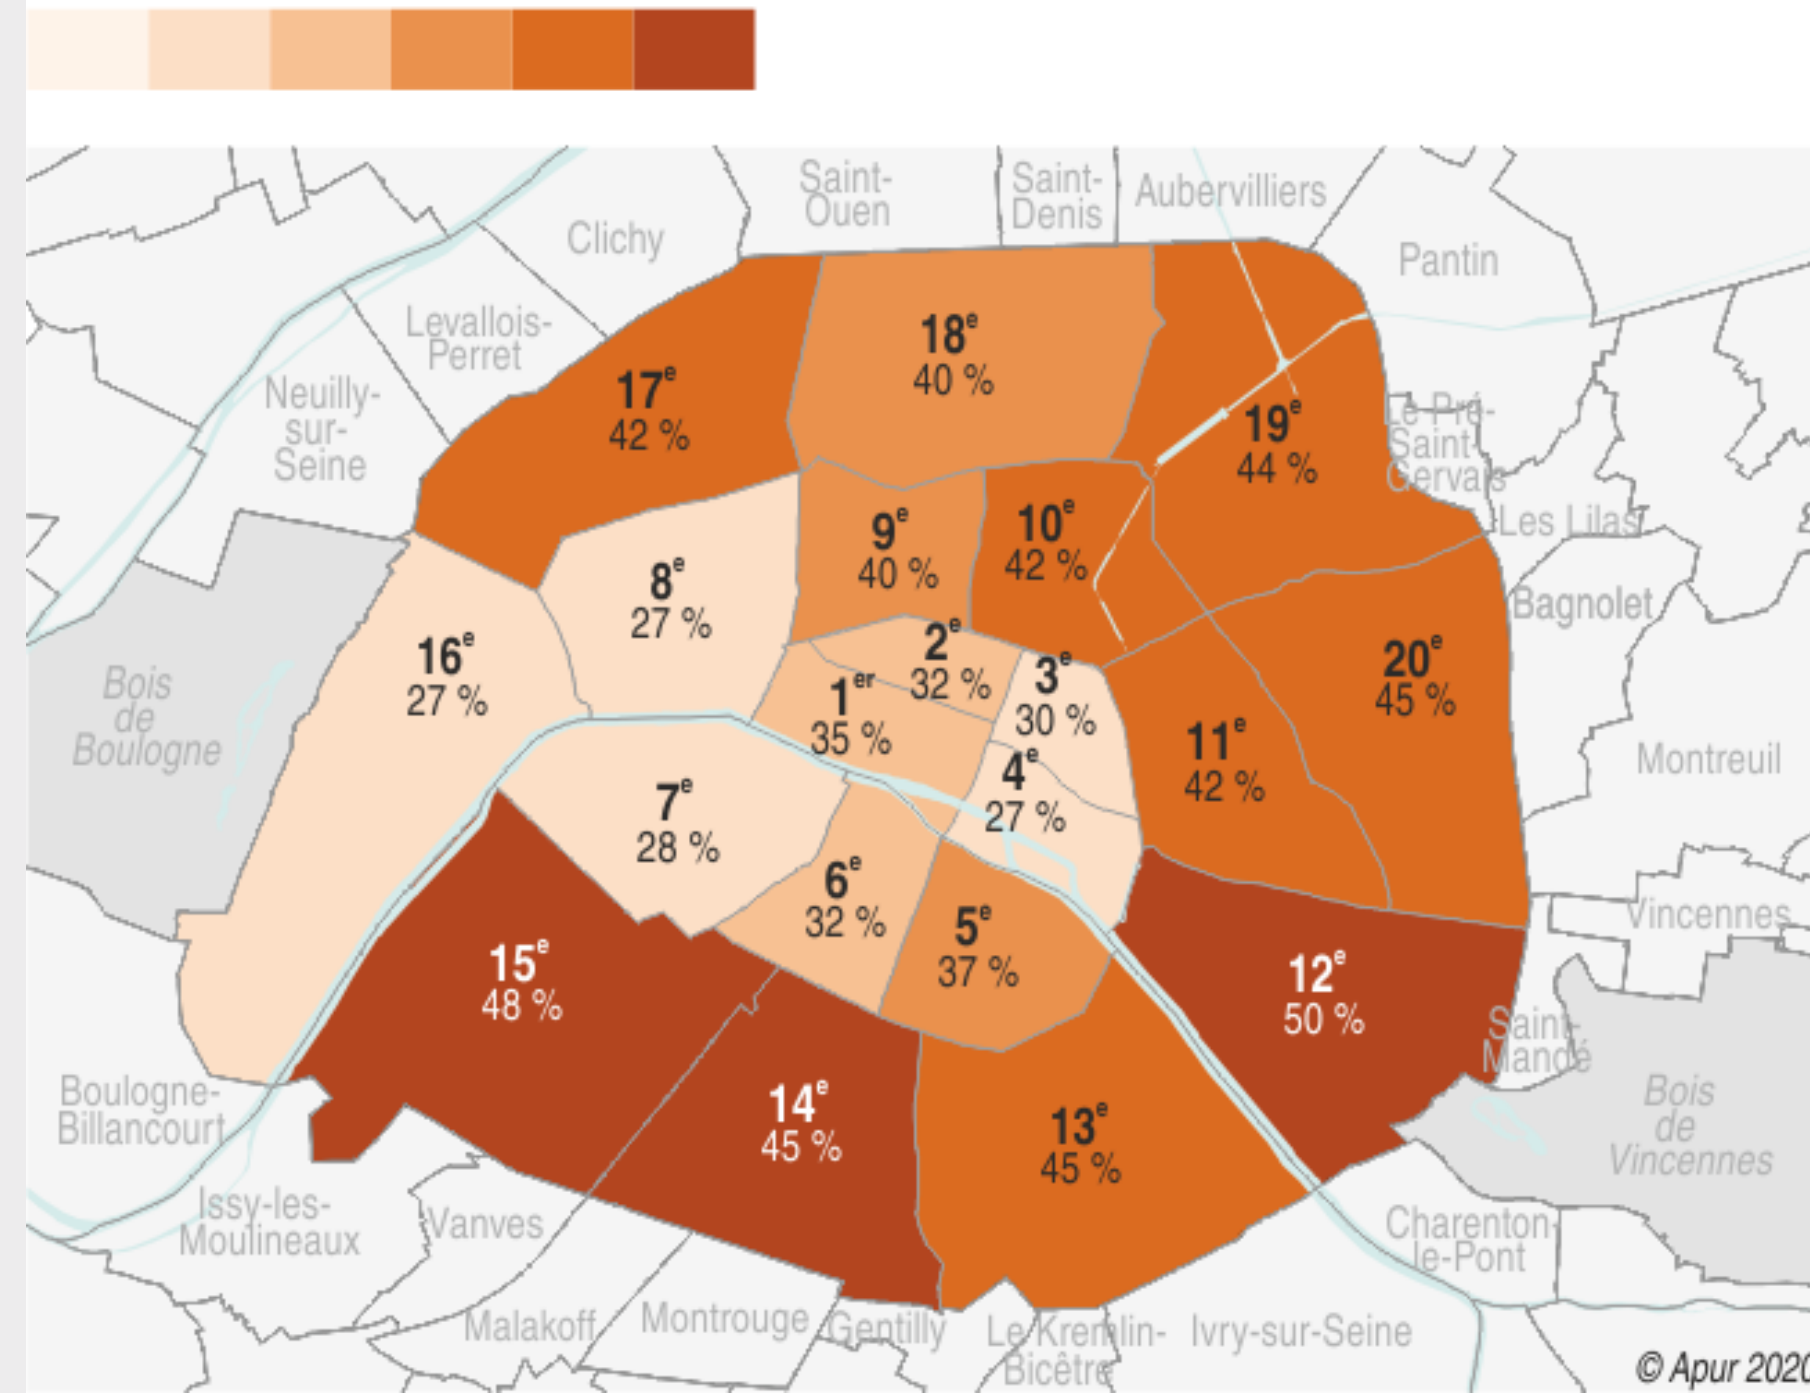 Saint-
Ouen
Saint-
Denis
Aubervilliers
Clichy
Pantin
Levallois-
Perret
Neuilly-
sur-
Seine
18e
40 %
17e
42 %
19e
44 %
Le Pré-
Saint-
Gervais
Les Lilas
9e
40 %
10e
42 %
8e
27 %
Bagnolet
16e
27 %
2e
32 %
1er
35 %
3e
30 %
20e
45 %
Bois
de
Boulogne
11e
42 %
4e
27 %
Montreuil
7e
28 %
6e
32 %
5e
37 %
Vincennes
15e
48 %
12e
50 %
Saint-
Mandé
Boulogne-
Billancourt
14e
45 %
13e
45 %
Bois
de
Vincennes
Issy-les-
Moulineaux
Vanves
Charenton-
le-Pont
Malakoff
Montrouge
Gentilly
Le Kremlin-
Bicêtre
Ivry-sur-Seine
© Apur 2020